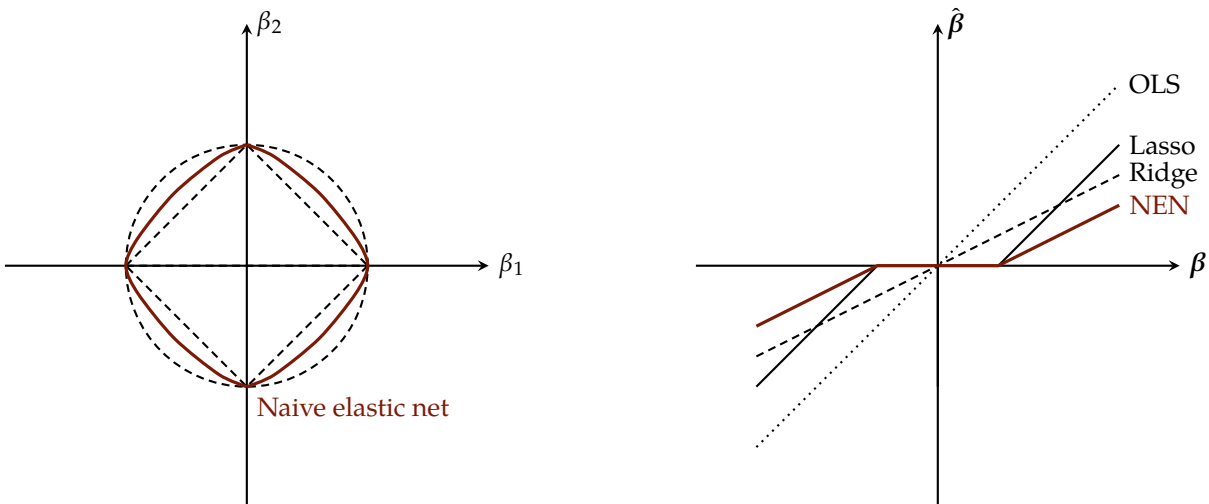 β₂
β₁
Naive elastic net
β̂
OLS
Lasso
Ridge
NEN
β